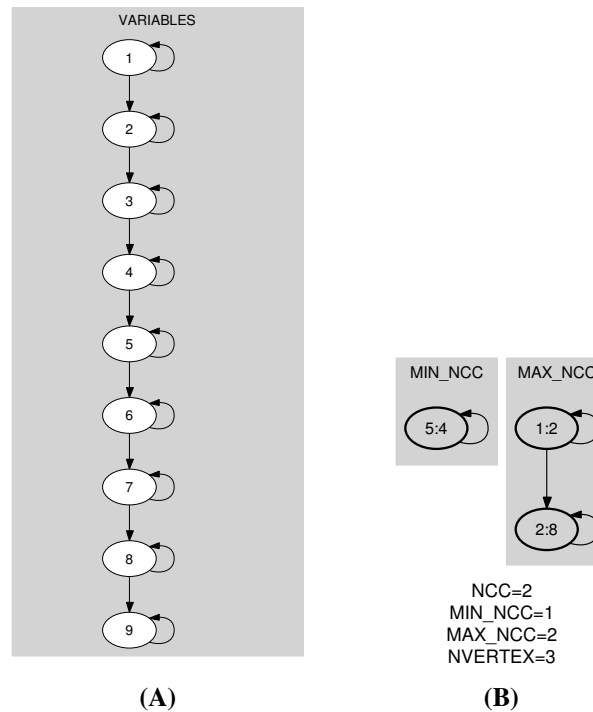 VARIABLES
1
2
3
4
5
6
7
8
9
MIN_NCC
MAX_NCC
5:4
1:2
2:8
NCC=2
MIN_NCC=1
MAX_NCC=2
NVERTEX=3
(A)
(B)